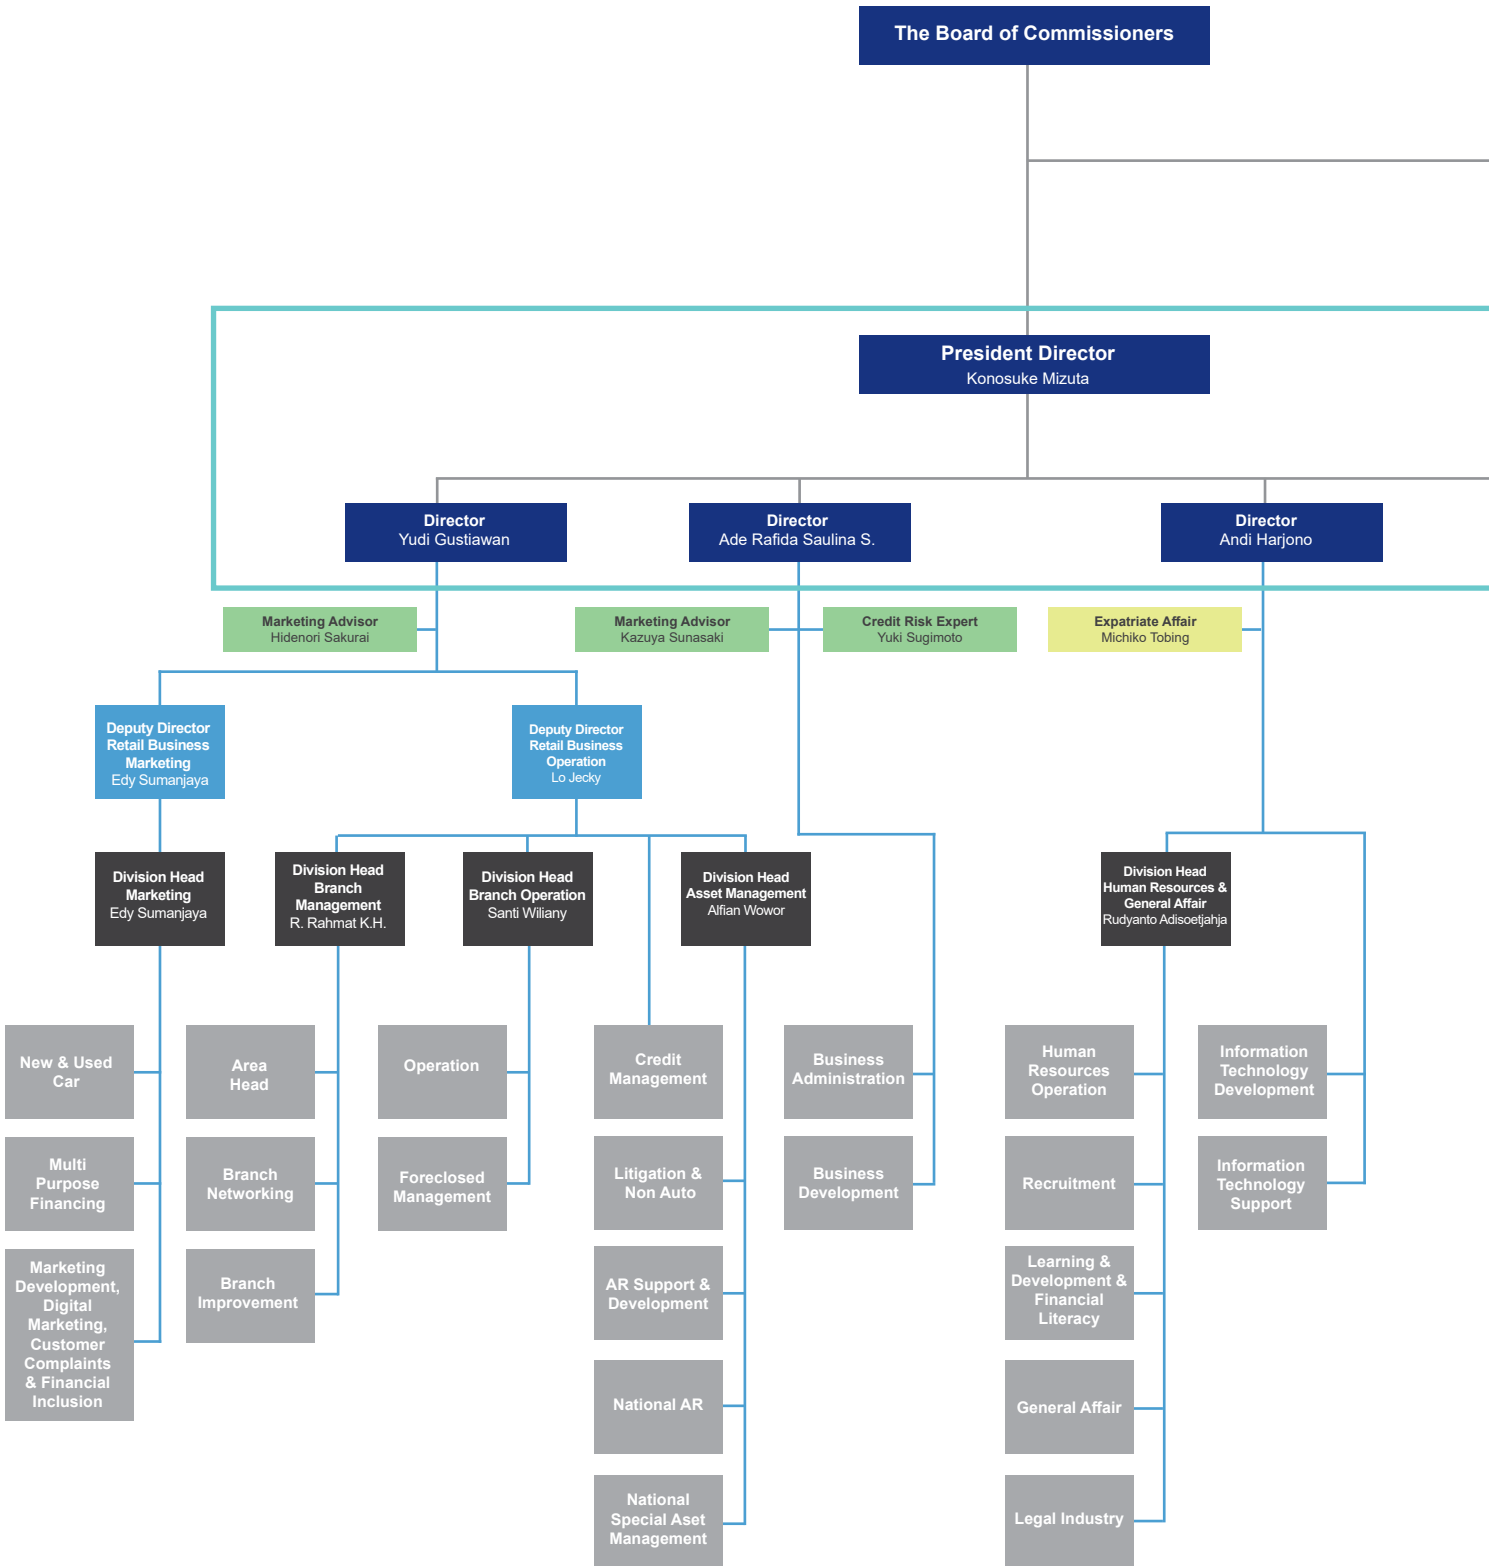 The Board of Commissioners
President Director
Konosuke Mizuta
Director
Yudi Gustiawan
Director
Ade Rafida Saulina S.
Director
Andi Harjono
Marketing Advisor
Hidenori Sakurai
Marketing Advisor
Kazuya Sunasaki
Credit Risk Expert
Yuki Sugimoto
Expatriate Affair
Michiko Tobing
Deputy Director
Retail Business
Marketing
Edy Sumanjaya
Deputy Director
Retail Business
Operation
Lo Jecky
Division Head
Marketing
Edy Sumanjaya
Division Head
Branch
Management
R. Rahmat K.H.
Division Head
Branch Operation
Santi Wiliany
Division Head
Asset Management
Alfian Wowor
Division Head
Human Resources &
General Affair
Rudyanto Adisoetjahja
New & Used
Car
Area
Head
Operation
Credit
Management
Business
Administration
Human
Resources
Operation
Information
Technology
Development
Multi
Purpose
Financing
Branch
Networking
Foreclosed
Management
Litigation &
Non Auto
Business
Development
Recruitment
Information
Technology
Support
Marketing
Development,
Digital
Marketing,
Customer
Complaints
& Financial
Inclusion
Branch
Improvement
AR Support &
Development
Learning &
Development &
Financial
Literacy
National AR
General Affair
National
Special Aset
Management
Legal Industry